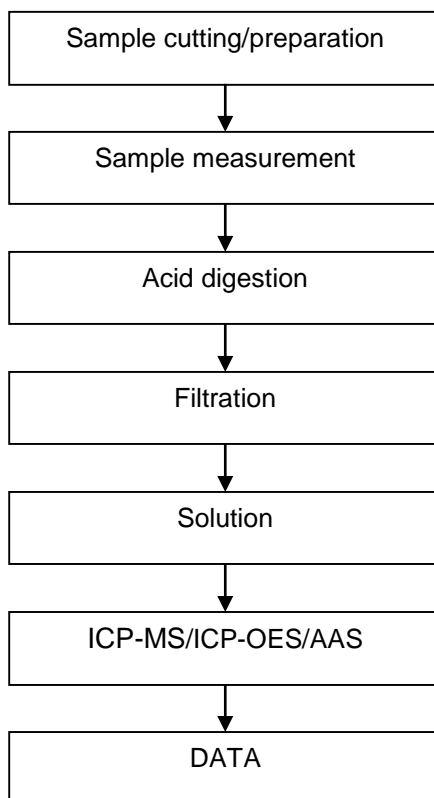 Sample cutting/preparation
Sample measurement
Acid digestion
Filtration
Solution
ICP-MS/ICP-OES/AAS
DATA